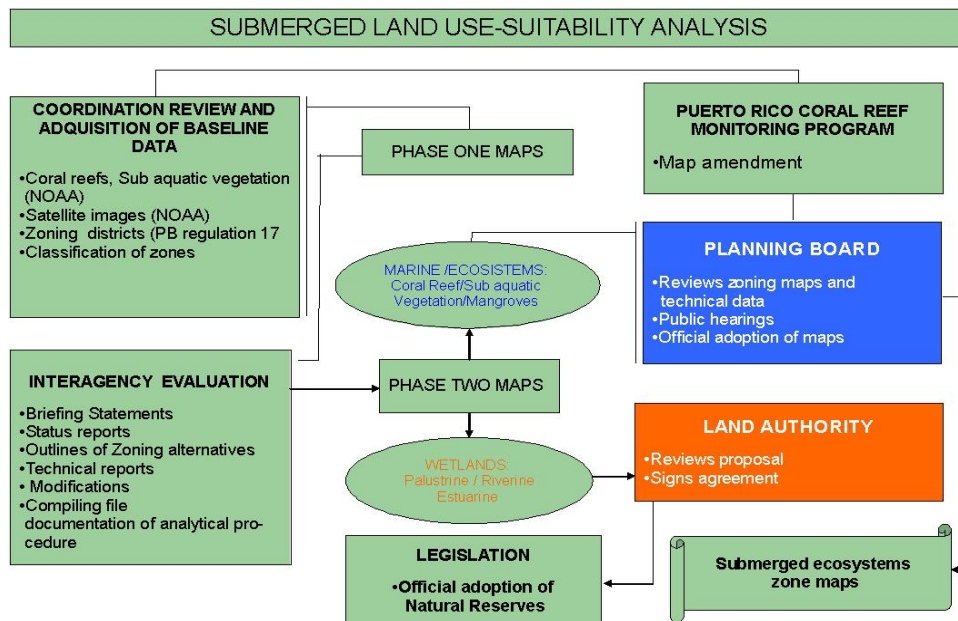 SUBMERGED LAND USE-SUITABILITY ANALYSIS
COORDINATION REVIEW AND
ADQUISITION OF BASELINE
DATA
•Coral reefs, Sub aquatic vegetation
(NOAA)
•Satellite images (NOAA)
•Zoning districts (PB regulation 17
•Classification of zones
PHASE ONE MAPS
PUERTO RICO CORAL REEF
MONITORING PROGRAM
•Map amendment
MARINE /ECOSISTEMS:
Coral Reef/Sub aquatic
Vegetation/Mangroves
PLANNING BOARD
•Reviews zoning maps and
technical data
•Public hearings
•Official adoption of maps
INTERAGENCY EVALUATION
•Briefing Statements
•Status reports
•Outlines of Zoning alternatives
•Technical reports
• Modifications
•Compiling file
documentation of analytical pro-
cedure
PHASE TWO MAPS
WETLANDS:
Palustrine / Riverine
Estuarine
LAND AUTHORITY
•Reviews proposal
•Signs agreement
LEGISLATION
•Official adoption of
Natural Reserves
Submerged ecosystems
zone maps